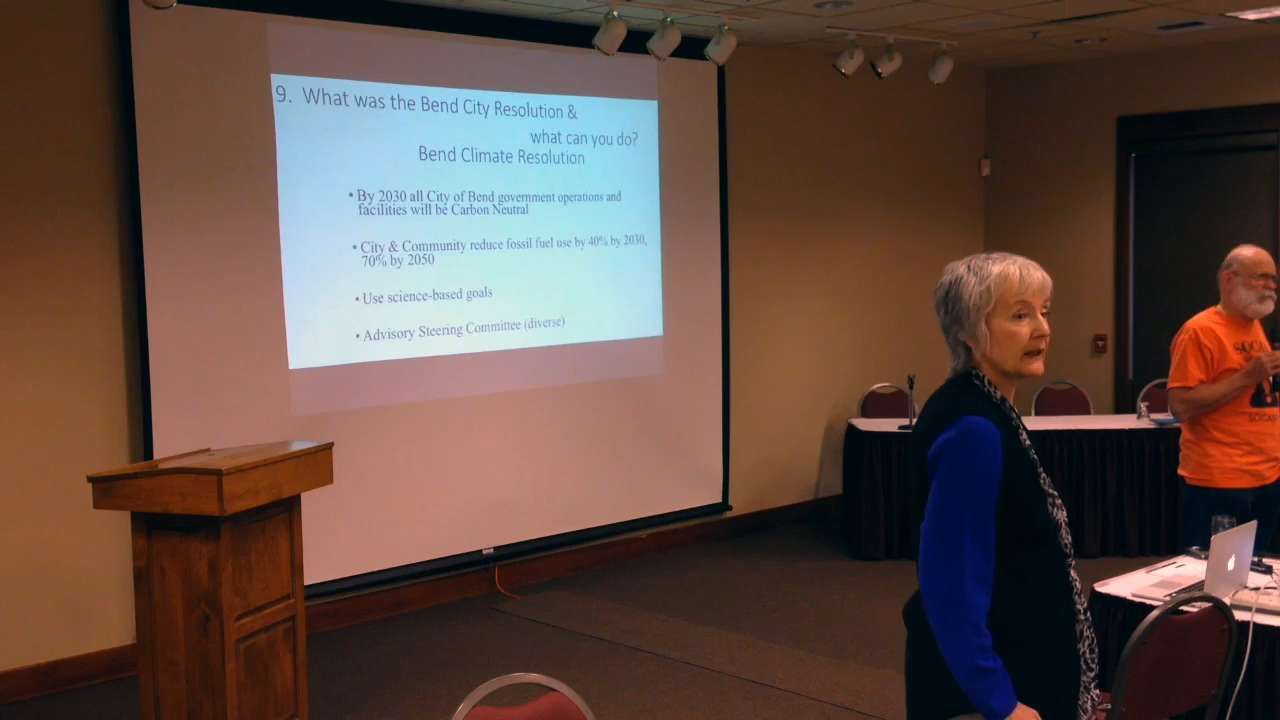 9. What was the Bend City Resolution &
what can you do?
Bend Climate Resolution
• By 2030 all City of Bend government operations and
facilities will be Carbon Neutral
• City & Community reduce fossil fuel use by 40% by 2030,
70% by 2050
• Use science-based goals
• Advisory Steering Committee (diverse)